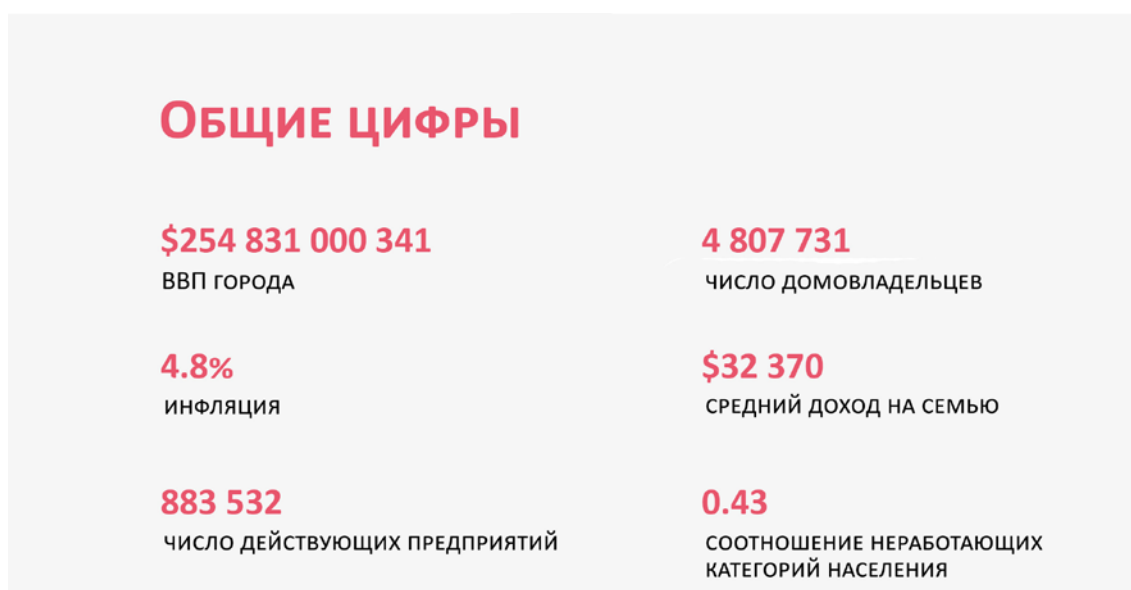 ОБЩИЕ ЦИФРЫ
$254 831 000 341
ВВП ГОРОДА
4 807 731
ЧИСЛО ДОМОВЛАДЕЛЬЦЕВ
4.8%
ИНФЛЯЦИЯ
$32 370
СРЕДНИЙ ДОХОД НА СЕМЬЮ
883 532
ЧИСЛО ДЕЙСТВУЮЩИХ ПРЕДПРИЯТИЙ
0.43
СООТНОШЕНИЕ НЕРАБОТАЮЩИХ
КАТЕГОРИЙ НАСЕЛЕНИЯ